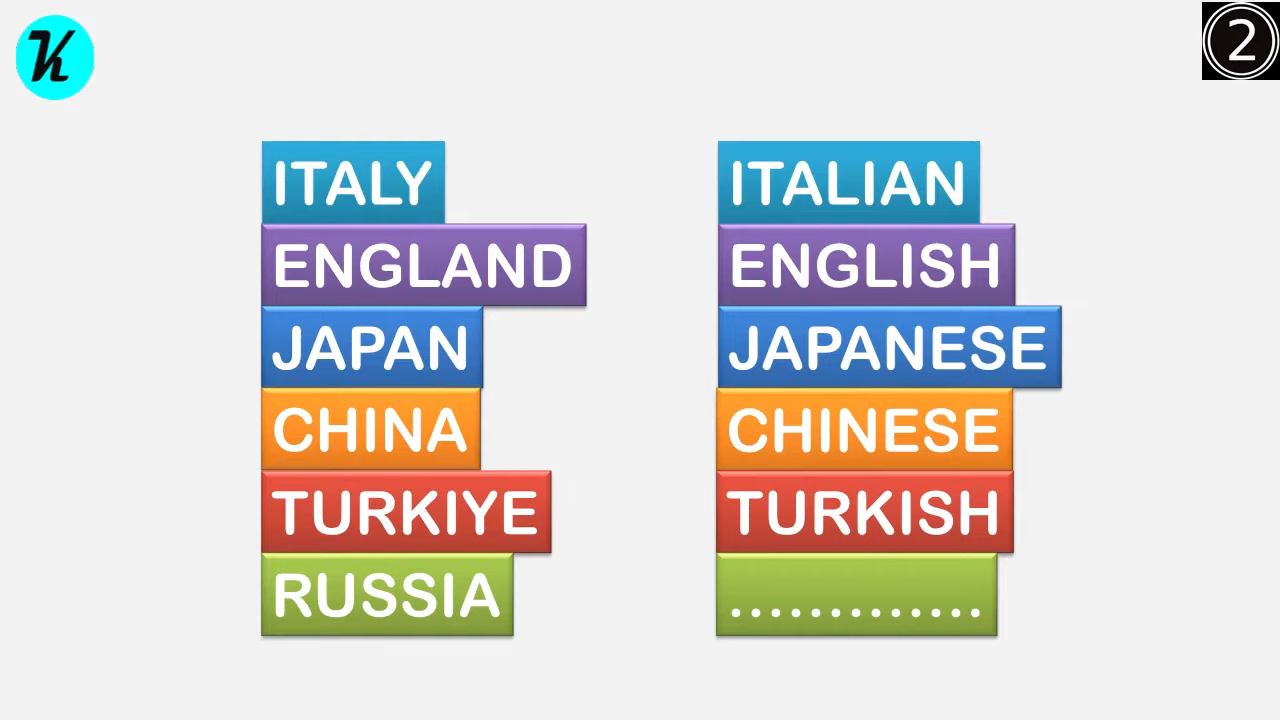 K
2
ITALY
ITALIAN
ENGLAND
ENGLISH
JAPAN
JAPANESE
CHINA
CHINESE
TURKIYE
TURKISH
RUSSIA
.............